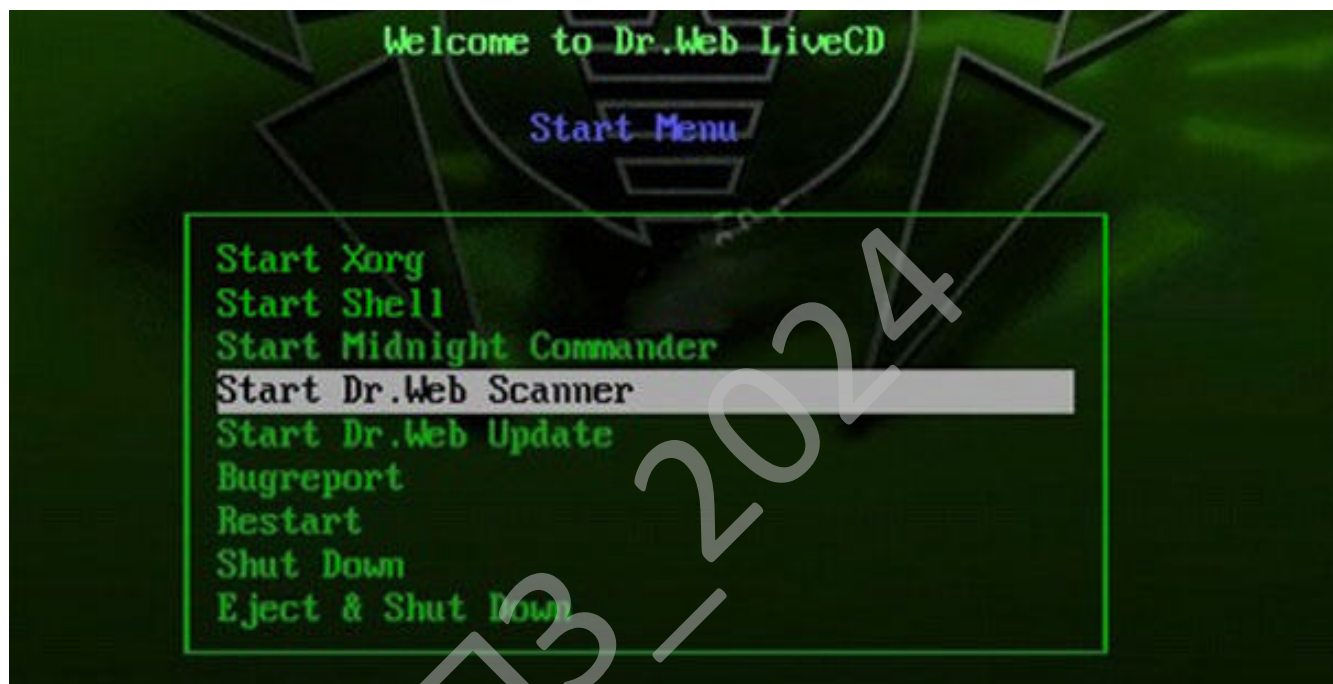 Welcome to Dr.Web LiveCD
Start Menu
Start Xorg
Start Shell
Start Midnight Commander
Start Dr.Web Scanner
Start Dr.Web Update
Bugreport
Restart
Shut Down
Eject & Shut Down
73_2024